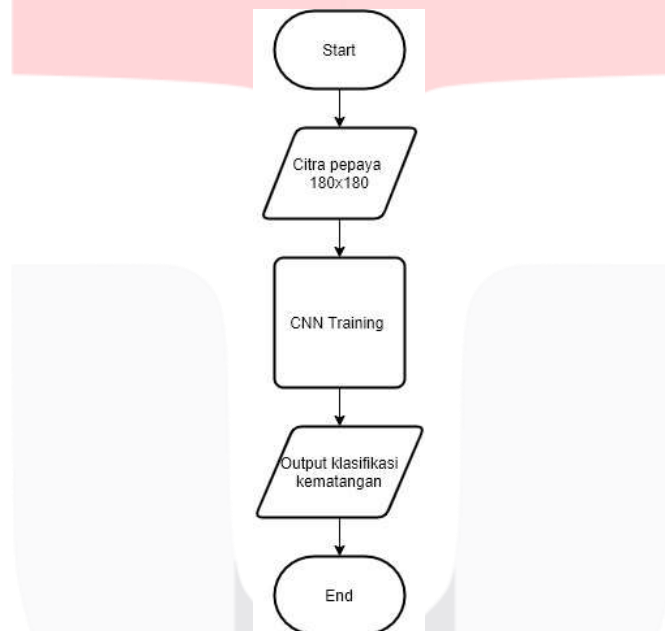 Start
Citra pepaya
180x180
CNN Training
Output klasifikasi
kematangan
End